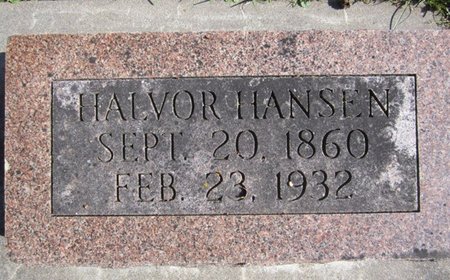 HALVOR HANSEN
SEPT. 20, 1860
FEB. 23, 1932